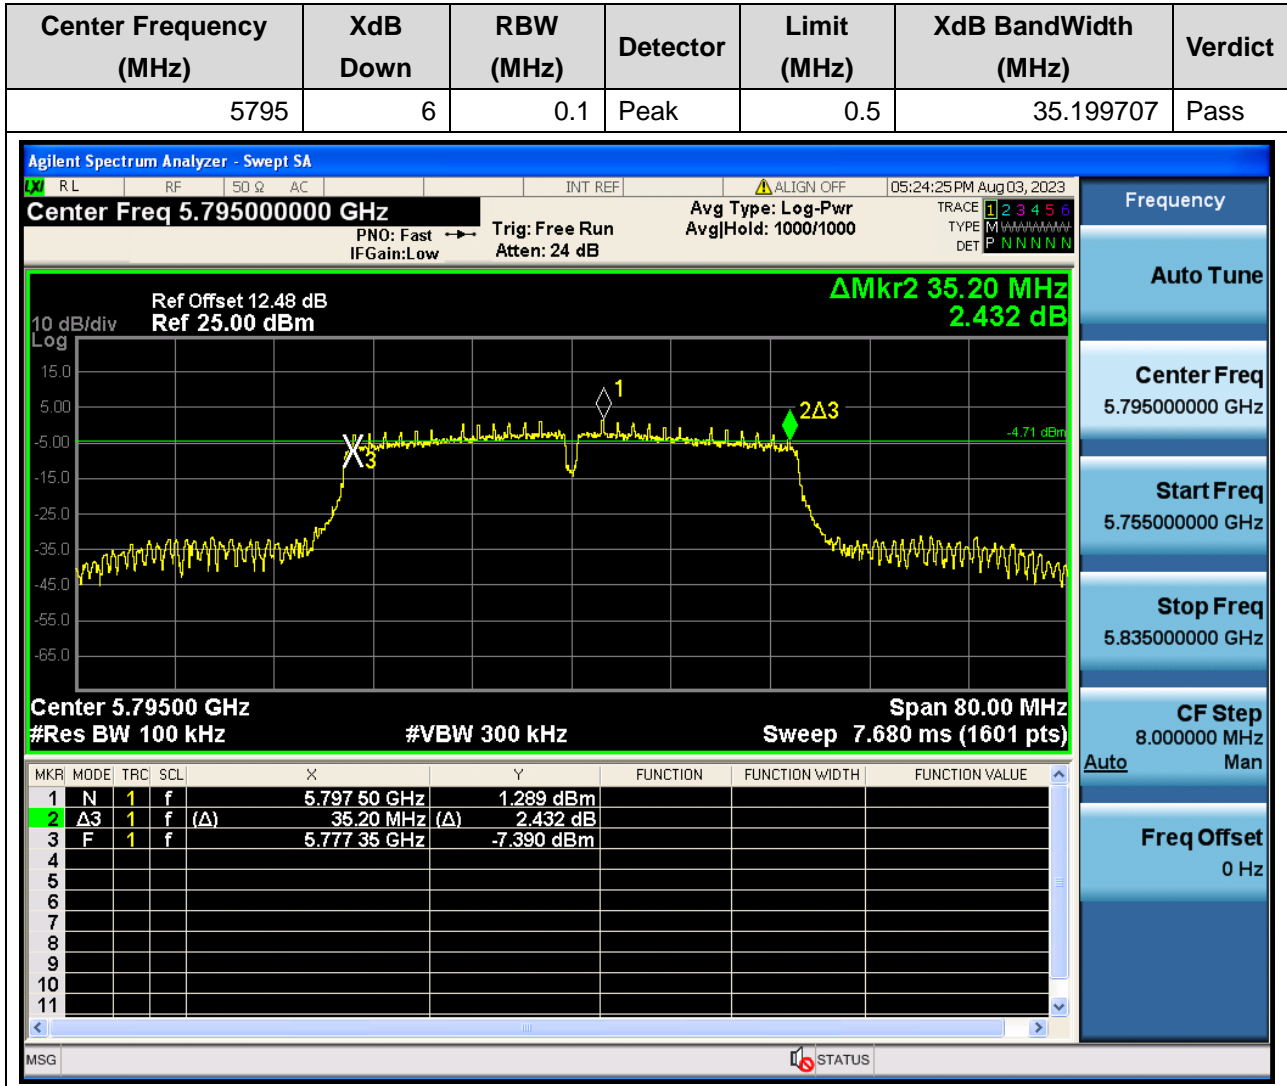 Center Frequency (MHz) XdB Down RBW (MHz) Detector Limit (MHz) XdB BandWidth (MHz) Verdict
5795 6 0.1 Peak 0.5 35.199707 Pass
Agilent Spectrum Analyzer - Swept SA
LXI RL RF 50 Ω AC INT REF ALIGN OFF 05:24:25 PM Aug 03, 2023
Center Freq 5.795000000 GHz
PNO: Fast
IFGain:Low
Trig: Free Run
Atten: 24 dB
Avg Type: Log-Pwr
Avg|Hold: 1000/1000
TRACE 1 2 3 4 5 6
TYPE M
DET P N N N N N
ΔMkr2 35.20 MHz
2.432 dB
Ref Offset 12.48 dB
10 dB/div Ref 25.00 dBm
Log
15.0
5.00
-5.00
-15.0
-25.0
-35.0
-45.0
-55.0
-65.0
1
2Δ3
3
-4.71 dBm
Center 5.79500 GHz Span 80.00 MHz
#Res BW 100 kHz #VBW 300 kHz Sweep 7.680 ms (1601 pts)
MKR MODE TRC SCL X Y FUNCTION FUNCTION WIDTH FUNCTION VALUE
1 N 1 f 5.797 50 GHz 1.289 dBm
2 Δ3 1 f (Δ) 35.20 MHz (Δ) 2.432 dB
3 F 1 f 5.777 35 GHz -7.390 dBm
4
5
6
7
8
9
10
11
MSG STATUS
Frequency
Auto Tune
Center Freq
5.795000000 GHz
Start Freq
5.755000000 GHz
Stop Freq
5.835000000 GHz
CF Step
8.000000 MHz
Auto Man
Freq Offset
0 Hz